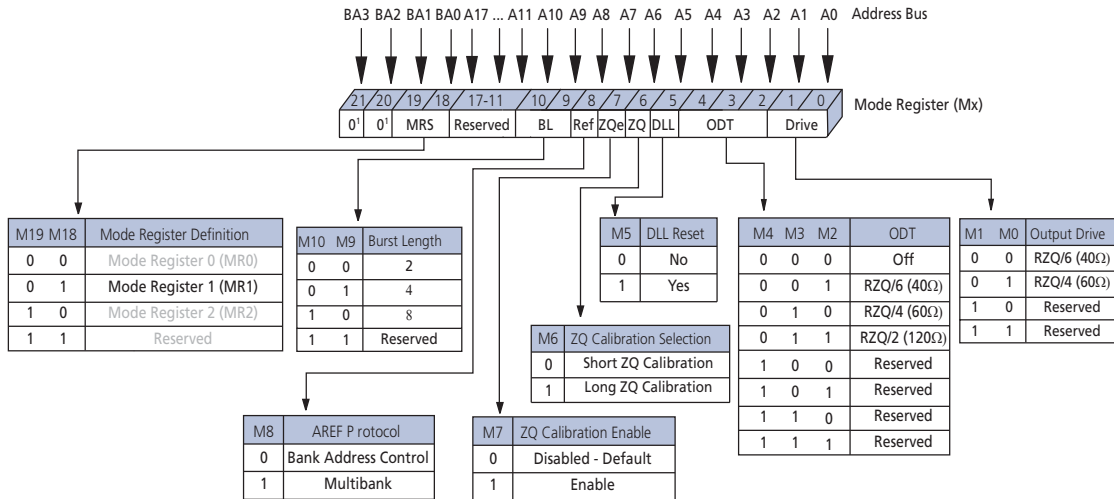 BA3 BA2 BA1 BA0 A17 ... A11 A10 A9 A8 A7 A6 A5 A4 A3 A2 A1 A0 Address Bus
21 20 19 18 17-11 10 9 8 7 6 5 4 3 2 1 0 Mode Register (Mx)
0¹ 0¹ MRS Reserved BL Ref ZQe ZQ DLL ODT Drive
M19 M18 Mode Register Definition
0 0 Mode Register 0 (MR0)
0 1 Mode Register 1 (MR1)
1 0 Mode Register 2 (MR2)
1 1 Reserved
M10 M9 Burst Length
0 0 2
0 1 4
1 0 8
1 1 Reserved
M5 DLL Reset
0 No
1 Yes
M6 ZQ Calibration Selection
0 Short ZQ Calibration
1 Long ZQ Calibration
M4 M3 M2 ODT
0 0 0 Off
0 0 1 RZQ/6 (40Ω)
0 1 0 RZQ/4 (60Ω)
0 1 1 RZQ/2 (120Ω)
1 0 0 Reserved
1 0 1 Reserved
1 1 0 Reserved
1 1 1 Reserved
M1 M0 Output Drive
0 0 RZQ/6 (40Ω)
0 1 RZQ/4 (60Ω)
1 0 Reserved
1 1 Reserved
M8 AREF P rotocol
0 Bank Address Control
1 Multibank
M7 ZQ Calibration Enable
0 Disabled - Default
1 Enable